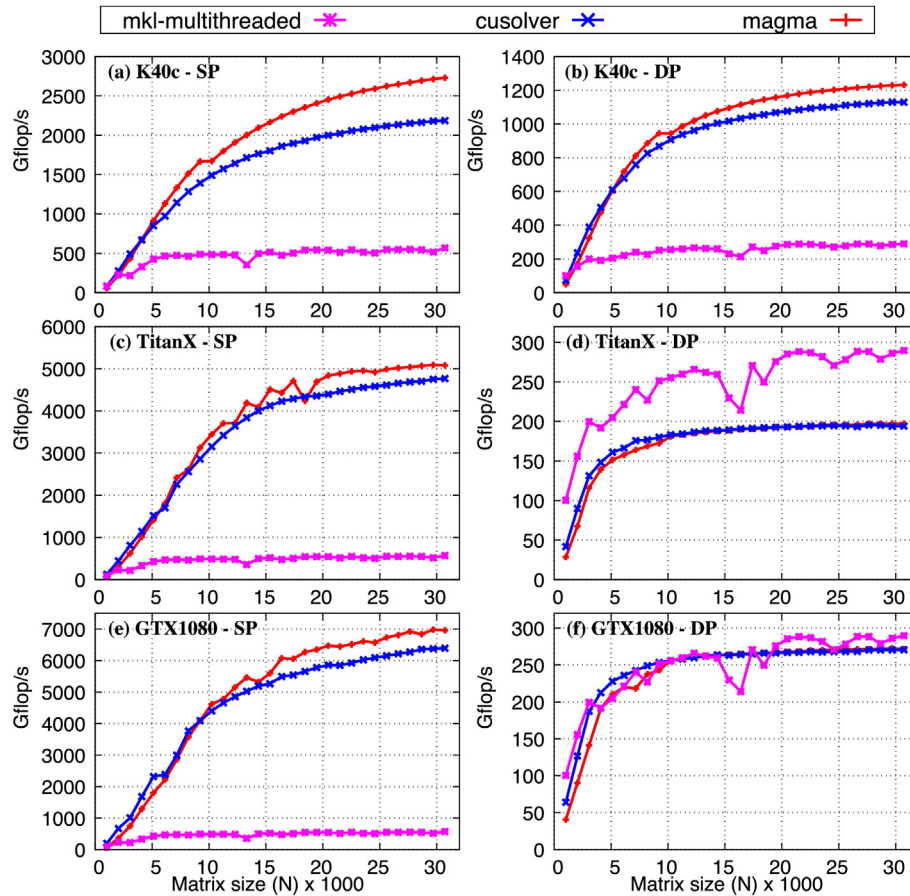 mkl-multithreaded cusolver magma
(a) K40c - SP
(b) K40c - DP
Gflop/s
3000
2500
2000
1500
1000
500
0
0 5 10 15 20 25 30
Gflop/s
1400
1200
1000
800
600
400
200
0
0 5 10 15 20 25 30
(c) TitanX - SP
(d) TitanX - DP
Gflop/s
6000
5000
4000
3000
2000
1000
0
0 5 10 15 20 25 30
Gflop/s
300
250
200
150
100
50
0
0 5 10 15 20 25 30
(e) GTX1080 - SP
(f) GTX1080 - DP
Gflop/s
7000
6000
5000
4000
3000
2000
1000
0
0 5 10 15 20 25 30
Matrix size (N) x 1000
Gflop/s
300
250
200
150
100
50
0
0 5 10 15 20 25 30
Matrix size (N) x 1000